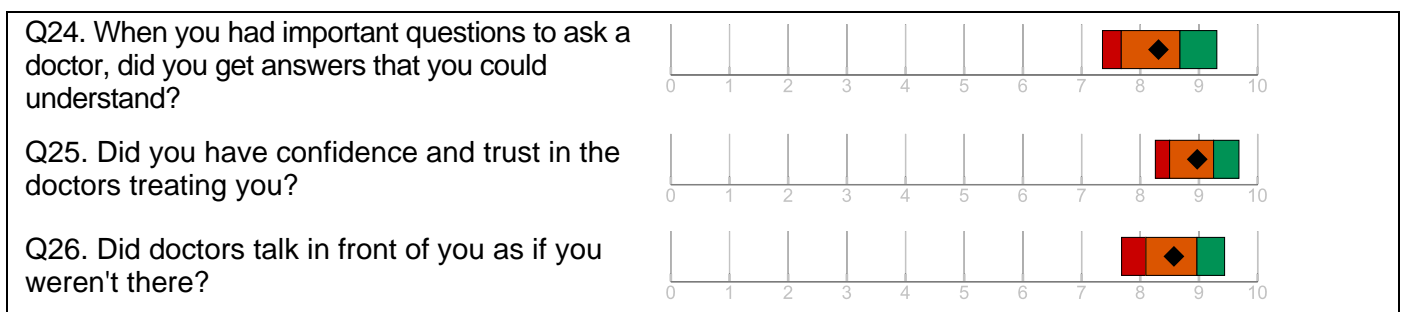 Q24. When you had important questions to ask a
doctor, did you get answers that you could
understand?
0 1 2 3 4 5 6 7 8 9 10
Q25. Did you have confidence and trust in the
doctors treating you?
0 1 2 3 4 5 6 7 8 9 10
Q26. Did doctors talk in front of you as if you
weren't there?
0 1 2 3 4 5 6 7 8 9 10